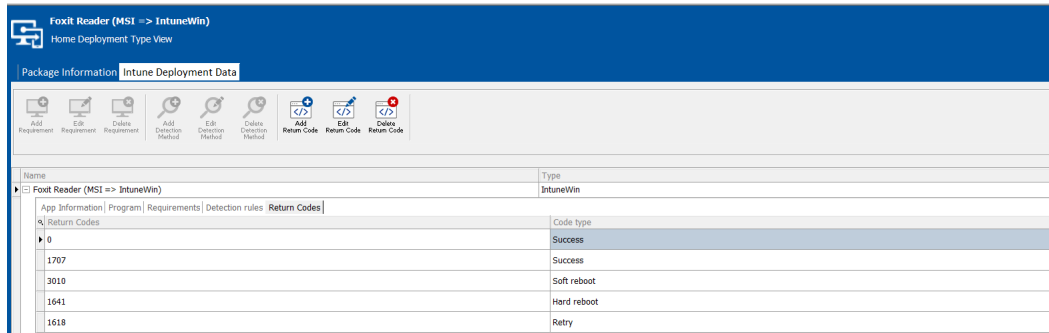 Foxit Reader (MSI => IntuneWin)
Home Deployment Type View
Package Information Intune Deployment Data
Add Requirement Edit Requirement Delete Requirement Add Detection Method Edit Detection Method Delete Detection Method Add Return Code Edit Return Code Delete Return Code
Name Type
Foxit Reader (MSI => IntuneWin) IntuneWin
App Information Program Requirements Detection rules Return Codes
Return Codes Code type
0 Success
1707 Success
3010 Soft reboot
1641 Hard reboot
1618 Retry